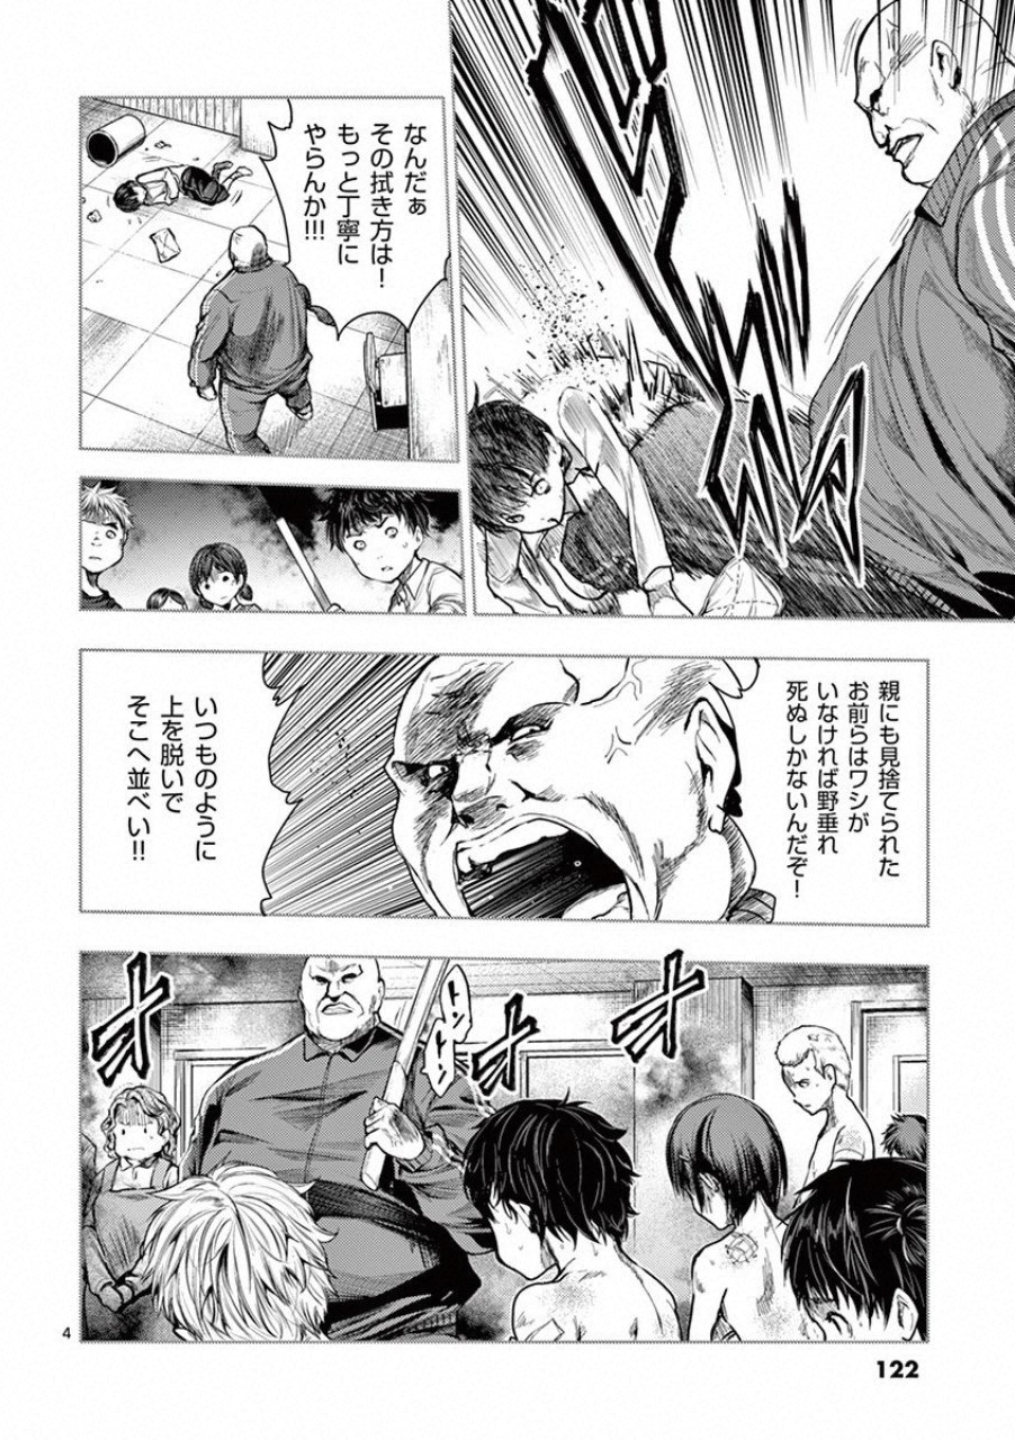 なんだぁ
その拭き方は！
もっと丁寧に
やらんか!!!
親にも見捨てられた
お前らはワシが
いなければ野垂れ
死ぬしかないんだぞ！
いつものように
上を脱いで
そこへ並べい!!
トン
トン
オ
オ
オ
4
122